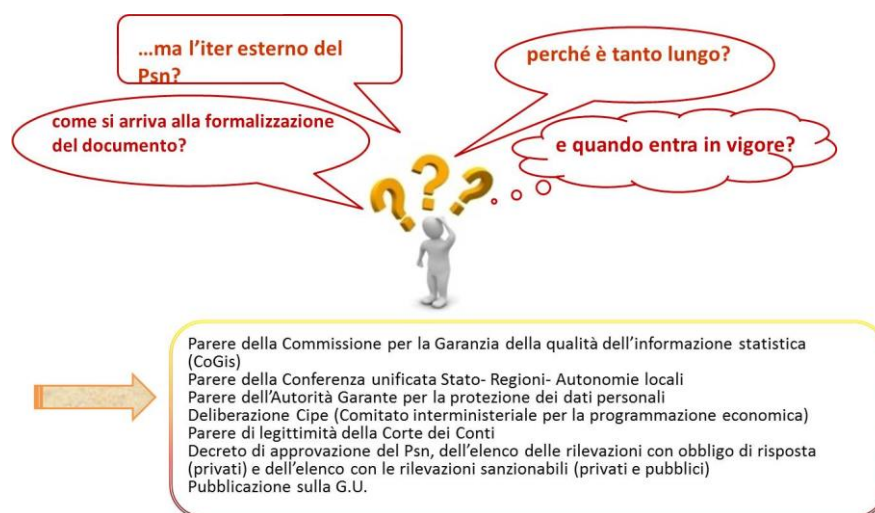 …ma l'iter esterno del
Psn?
perché è tanto lungo?
come si arriva alla formalizzazione
del documento?
e quando entra in vigore?
Parere della Commissione per la Garanzia della qualità dell'informazione statistica
(CoGis)
Parere della Conferenza unificata Stato- Regioni- Autonomie locali
Parere dell'Autorità Garante per la protezione dei dati personali
Deliberazione Cipe (Comitato interministeriale per la programmazione economica)
Parere di legittimità della Corte dei Conti
Decreto di approvazione del Psn, dell'elenco delle rilevazioni con obbligo di risposta
(privati) e dell'elenco con le rilevazioni sanzionabili (privati e pubblici)
Pubblicazione sulla G.U.